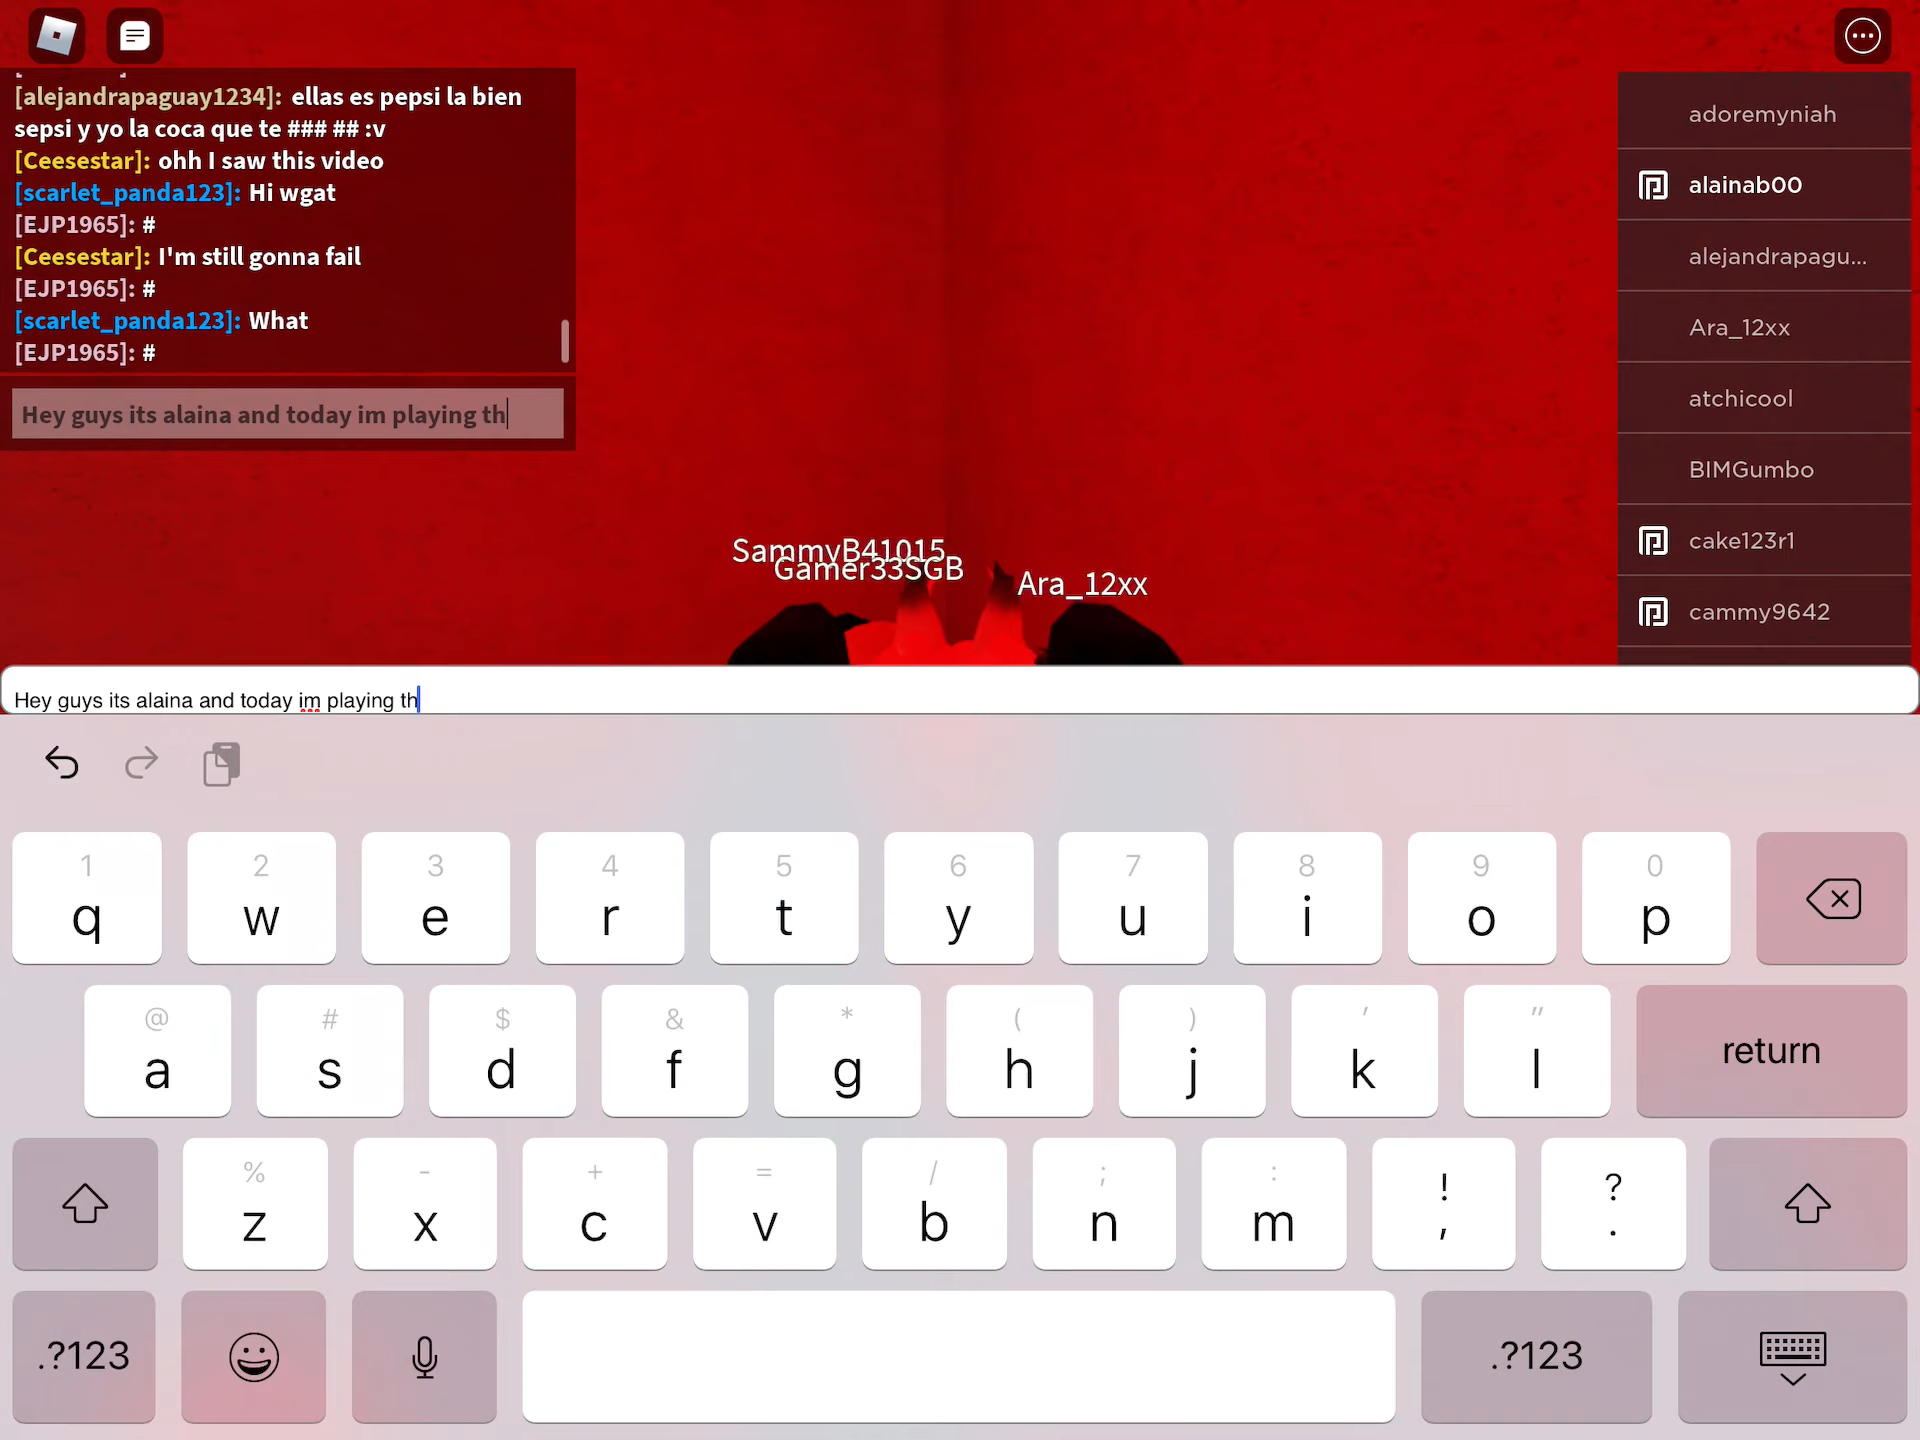 [alejandrapaguay1234]: ellas es pepsi la bien
sepsi y yo la coca que te ### ## :v
[Ceesestar]: ohh I saw this video
[scarlet_panda123]: Hi wgat
[EJP1965]: #
[Ceesestar]: I'm still gonna fail
[EJP1965]: #
[scarlet_panda123]: What
[EJP1965]: #
Hey guys its alaina and today im playing th
adoremyniah
alainab00
alejandrapagu...
Ara_12xx
atchicool
BIMGumbo
cake123r1
cammy9642
SammyB41015
Gamer33SGB
Ara_12xx
Hey guys its alaina and today im playing th
1 2 3 4 5 6 7 8 9 0
q w e r t y u i o p
@ # $ & * ( ) ' "
a s d f g h j k l return
% - + = / ; : ! ?
z x c v b n m , .
.?123 .?123